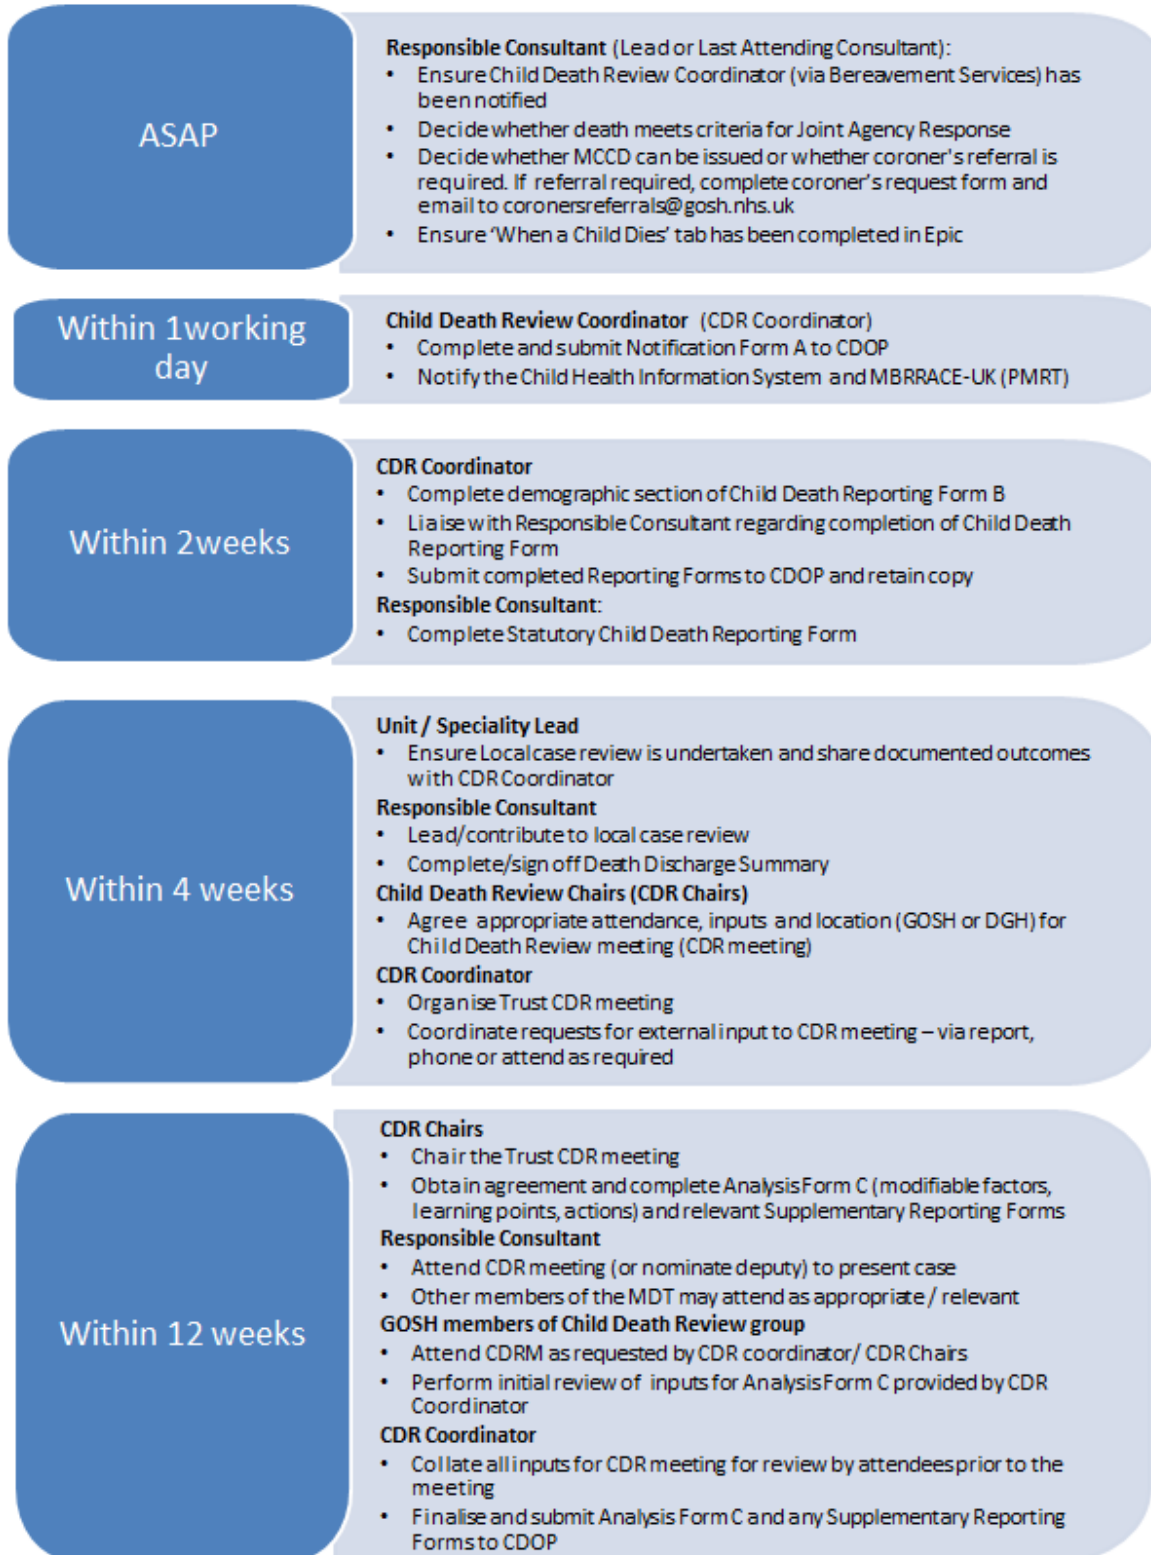 ASAP
Responsible Consultant (Lead or Last Attending Consultant):
• Ensure Child Death Review Coordinator (via Bereavement Services) has
been notified
• Decide whether death meets criteria for Joint Agency Response
• Decide whether MCCD can be issued or whether coroner's referral is
required. If referral required, complete coroner's request form and
email to coronersreferrals@gosh.nhs.uk
• Ensure 'When a Child Dies' tab has been completed in Epic
Within 1working
day
Child Death Review Coordinator (CDR Coordinator)
• Complete and submit Notification Form A to CDOP
• Notify the Child Health Information System and MBRRACE-UK (PMRT)
Within 2weeks
CDR Coordinator
• Complete demographic section of Child Death Reporting Form B
• Liaise with Responsible Consultant regarding completion of Child Death
Reporting Form
• Submit completed Reporting Forms to CDOP and retain copy
Responsible Consultant:
• Complete Statutory Child Death Reporting Form
Within 4 weeks
Unit / Speciality Lead
• Ensure Local case review is undertaken and share documented outcomes
with CDR Coordinator
Responsible Consultant
• Lead/contribute to local case review
• Complete/sign off Death Discharge Summary
Child Death Review Chairs (CDR Chairs)
• Agree appropriate attendance, inputs and location (GOSH or DGH) for
Child Death Review meeting (CDR meeting)
CDR Coordinator
• Organise Trust CDR meeting
• Coordinate requests for external input to CDR meeting – via report,
phone or attend as required
Within 12 weeks
CDR Chairs
• Chair the Trust CDR meeting
• Obtain agreement and complete Analysis Form C (modifiable factors,
learning points, actions) and relevant Supplementary Reporting Forms
Responsible Consultant
• Attend CDR meeting (or nominate deputy) to present case
• Other members of the MDT may attend as appropriate / relevant
GOSH members of Child Death Review group
• Attend CDRM as requested by CDR coordinator/ CDR Chairs
• Perform initial review of inputs for Analysis Form C provided by CDR
Coordinator
CDR Coordinator
• Collate all inputs for CDR meeting for review by attendees prior to the
meeting
• Finalise and submit Analysis Form C and any Supplementary Reporting
Forms to CDOP